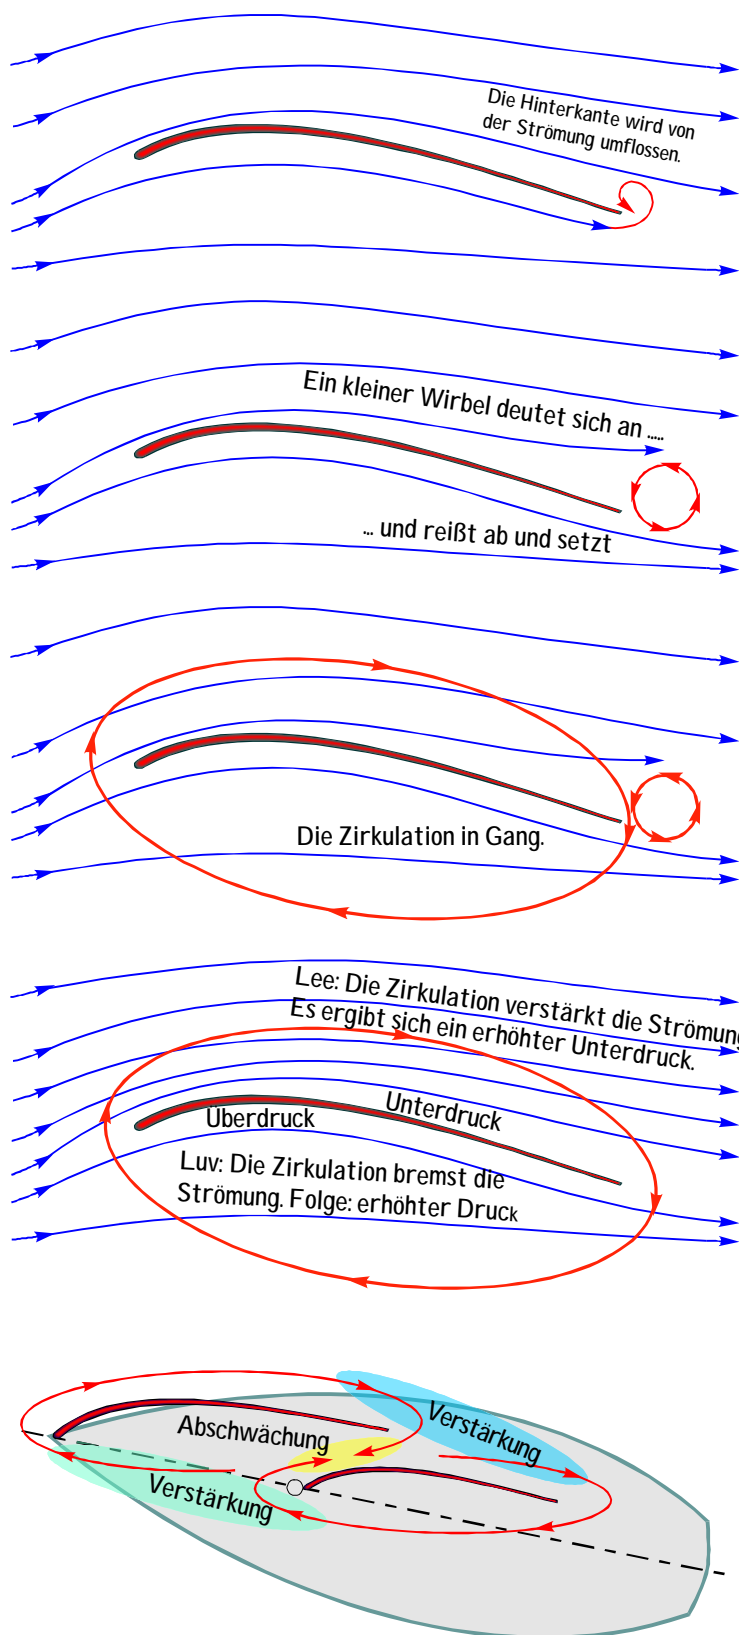 Die Hinterkante wird von
der Strömung umflossen.
Ein kleiner Wirbel deutet sich an .....
... und reißt ab und setzt
Die Zirkulation in Gang.
Lee: Die Zirkulation verstärkt die Strömung
Es ergibt sich ein erhöhter Unterdruck.
Unterdruck
Überdruck
Luv: Die Zirkulation bremst die
Strömung. Folge: erhöhter Druck
Verstärkung
Abschwächung
Verstärkung